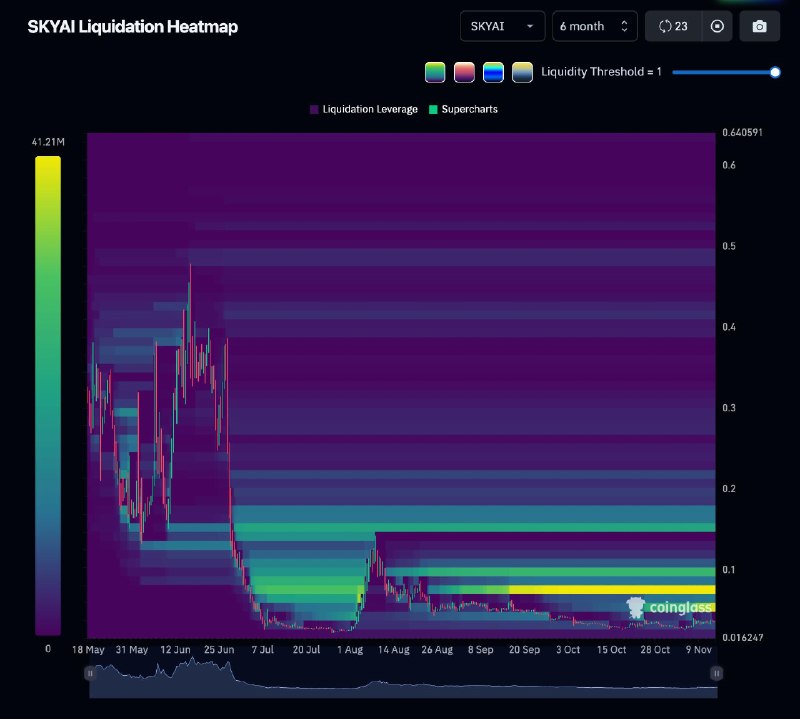 SKYAI Liquidation Heatmap
SKYAI
6 month
23
Liquidity Threshold = 1
Liquidation Leverage
Supercharts
41.21M
0
0.640591
0.6
0.5
0.4
0.3
0.2
0.1
0.016247
coinglass
18 May 31 May 12 Jun 25 Jun 7 Jul 20 Jul 1 Aug 14 Aug 26 Aug 8 Sep 20 Sep 3 Oct 15 Oct 28 Oct 9 Nov